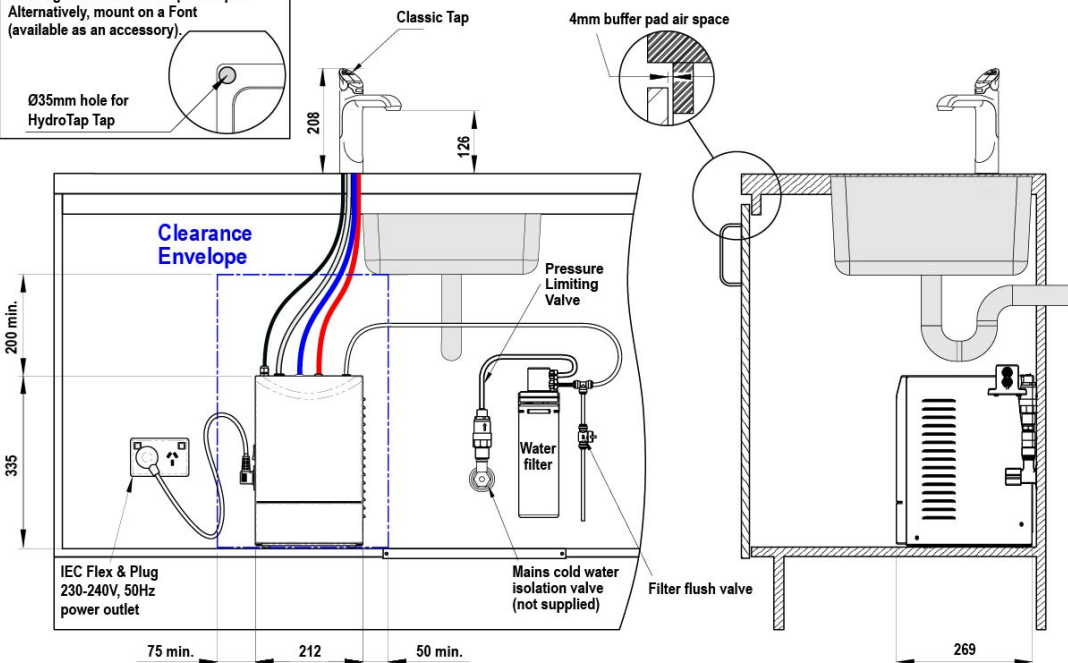 Alternatively, mount on a Font
(available as an accessory).
Ø35mm hole for
HydroTap Tap
Classic Tap
4mm buffer pad air space
208
126
Clearance
Envelope
Pressure
Limiting
Valve
200 min.
335
Water
filter
IEC Flex & Plug
230-240V, 50Hz
power outlet
Mains cold water
isolation valve
(not supplied)
Filter flush valve
75 min.
212
50 min.
269